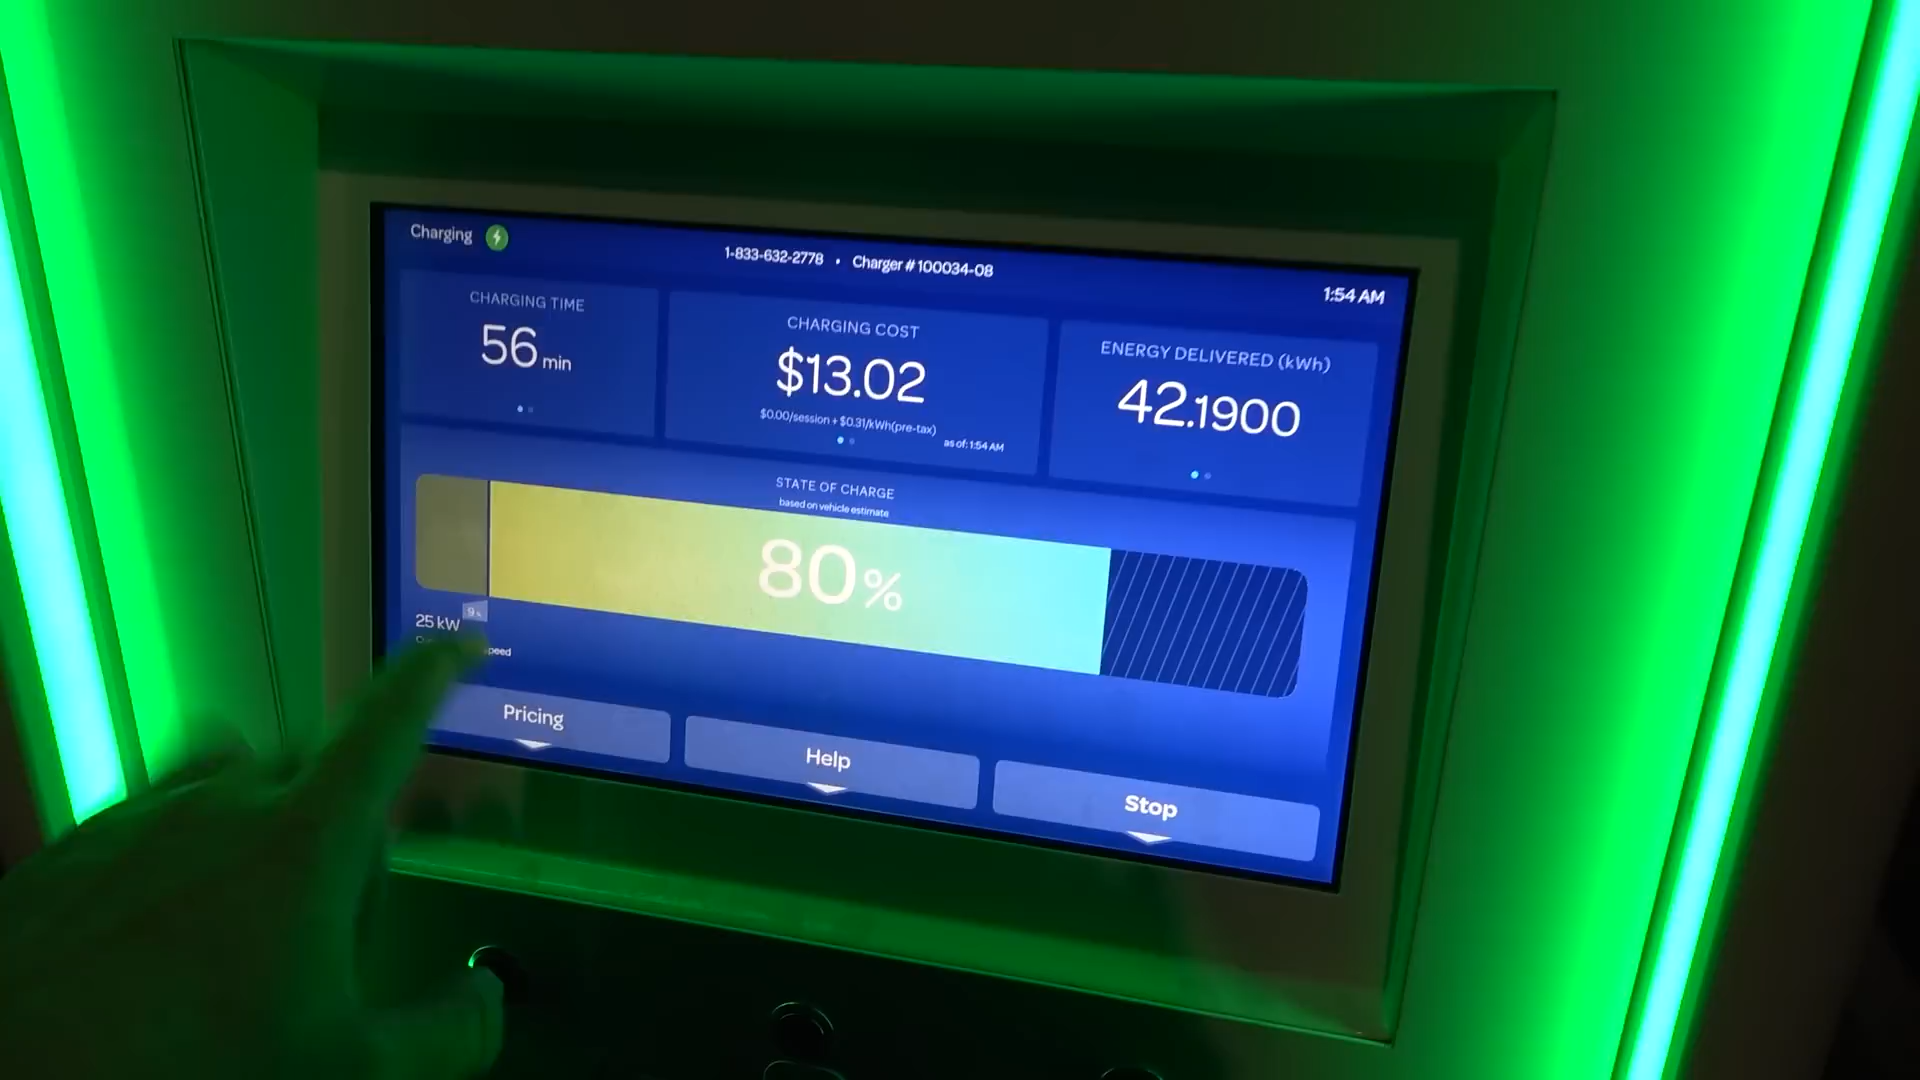 Charging
1-833-632-2778 • Charger # 100034-08
1:54 AM
CHARGING TIME
56 min
CHARGING COST
$13.02
$0.00/session + $0.31/kWh(pre-tax)
as of: 1:54 AM
ENERGY DELIVERED (kWh)
42.1900
STATE OF CHARGE
based on vehicle estimate
80%
9%
25 kW
speed
Pricing
Help
Stop